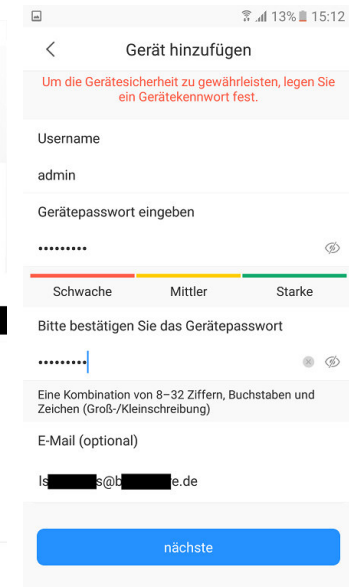 13% 15:12
Gerät hinzufügen
Um die Gerätesicherheit zu gewährleisten, legen Sie
ein Gerätekennwort fest.
Username
admin
Gerätepasswort eingeben
•••••••••
Schwache Mittler Starke
Bitte bestätigen Sie das Gerätepasswort
•••••••••
Eine Kombination von 8–32 Ziffern, Buchstaben und
Zeichen (Groß-/Kleinschreibung)
E-Mail (optional)
ls s@b e.de
nächste